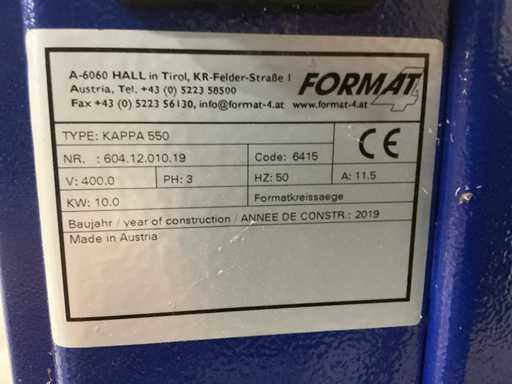 A-6060 HALL in Tirol, KR-Felder-Straße 1
Austria, Tel. +43 (0) 5223 58500
Fax +43 (0) 5223 56130, info@format-4.at www.format-4.at
FORMAT 4
TYPE: KAPPA 550
NR. : 604.12.010.19 Code: 6415
CE
V: 400.0 PH: 3 HZ: 50 A: 11.5
KW: 10.0 Formatkreissaege
Baujahr / year of construction / ANNEE DE CONSTR.: 2019
Made in Austria